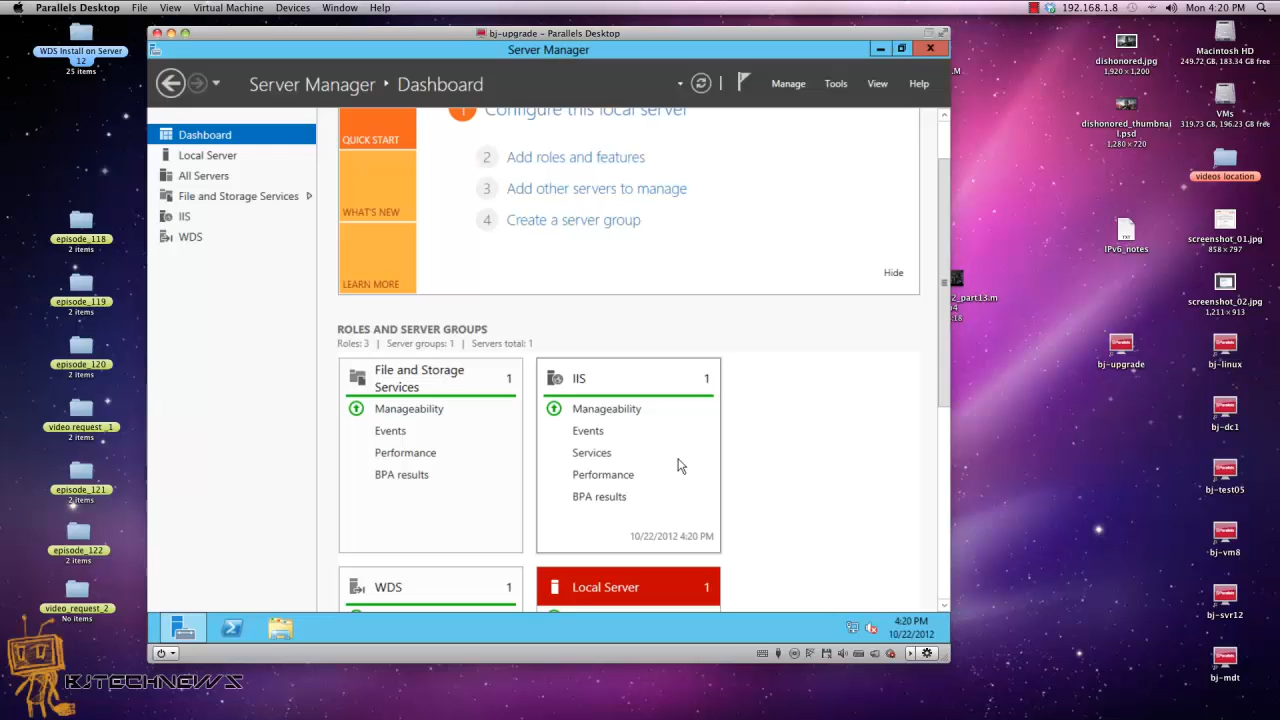 Parallels Desktop File View Virtual Machine Devices Window Help
192.168.1.8 Mon 4:20 PM
bj-upgrade - Parallels Desktop
Server Manager
Server Manager Dashboard
Manage Tools View Help
Dashboard
Local Server
All Servers
File and Storage Services
IIS
WDS
1 Configure this local server
QUICK START
2 Add roles and features
3 Add other servers to manage
WHAT'S NEW
4 Create a server group
LEARN MORE
Hide
ROLES AND SERVER GROUPS
Roles: 3 | Server groups: 1 | Servers total: 1
File and Storage
Services
1
Manageability
Events
Performance
BPA results
IIS 1
Manageability
Events
Services
Performance
BPA results
10/22/2012 4:20 PM
WDS 1
Local Server 1
4:20 PM
10/22/2012
WDS Install on Server
12
25 items
episode_118
2 items
episode_119
2 items
episode_120
2 items
video request _1
2 items
episode_121
2 items
episode_122
2 items
video_request_2
No items
BJTECHNEWS
dishonored.jpg
1,920 × 1,200
dishonored_thumbnai
l.psd
1,280 × 720
IPv6_notes
2_part13.m
bj-upgrade
Macintosh HD
249.72 GB, 183.34 GB free
VMs
319.73 GB, 196.23 GB free
videos location
screenshot_01.jpg
858 × 797
screenshot_02.jpg
1,211 × 913
bj-linux
bj-dc1
bj-test05
bj-vm8
bj-svr12
bj-mdt